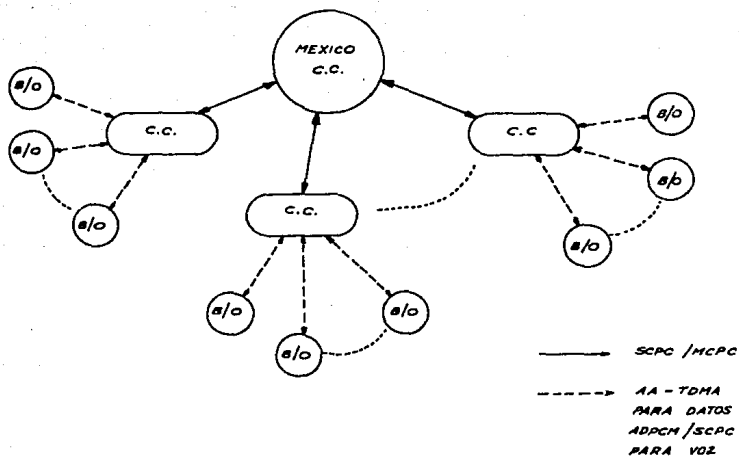 MEXICO
C.C.
B/O
C.C.
C.C
B/O
B/O
B/O
B/O
C.C.
B/O
B/O
B/O
B/O
B/O
SCPC/MCPC
AA-TDMA
PARA DATOS
ADPCM/SCPC
PARA VOZ